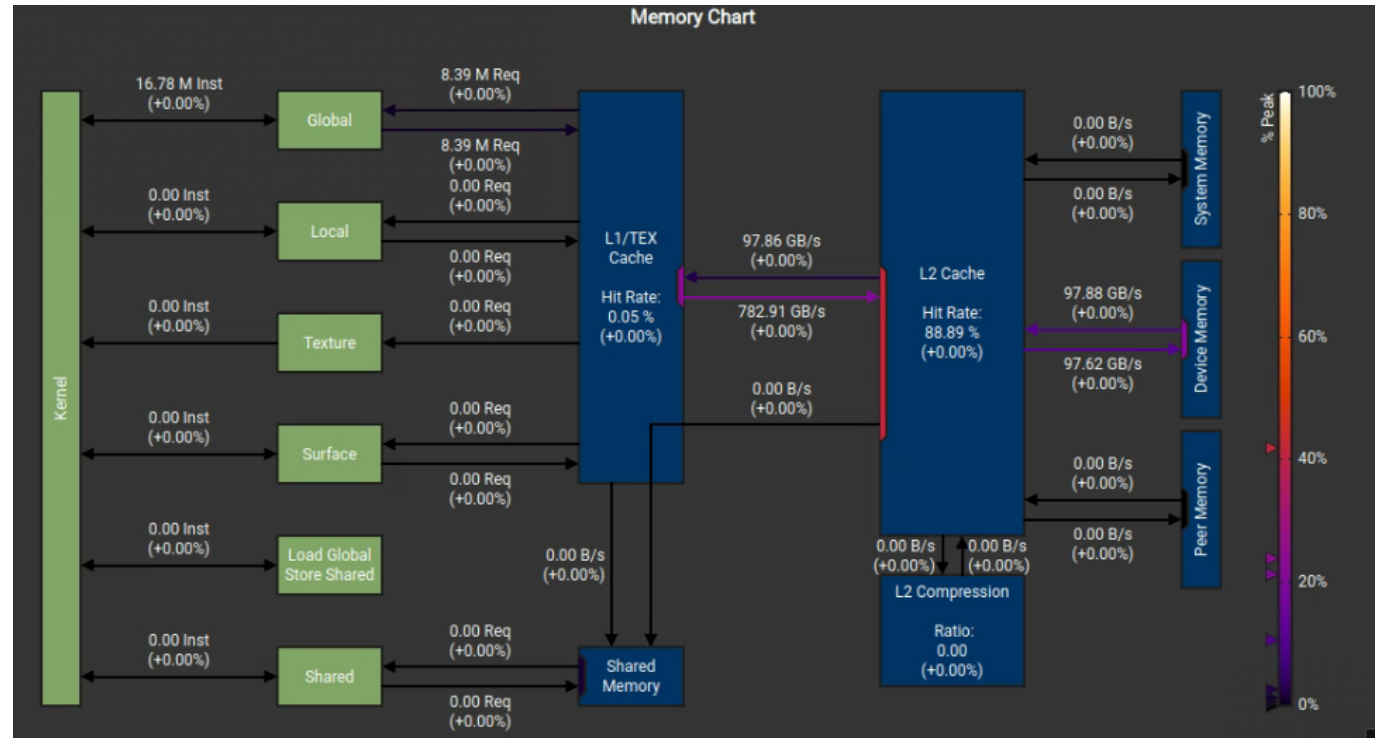 Memory Chart
Kernel
16.78 M Inst
(+0.00%)
Global
8.39 M Req
(+0.00%)
8.39 M Req
(+0.00%)
0.00 Inst
(+0.00%)
Local
0.00 Req
(+0.00%)
0.00 Req
(+0.00%)
0.00 Inst
(+0.00%)
Texture
0.00 Req
(+0.00%)
0.00 Inst
(+0.00%)
Surface
0.00 Req
(+0.00%)
0.00 Req
(+0.00%)
0.00 Inst
(+0.00%)
Load Global
Store Shared
0.00 Inst
(+0.00%)
Shared
0.00 Req
(+0.00%)
0.00 Req
(+0.00%)
L1/TEX
Cache
Hit Rate:
0.05 %
(+0.00%)
0.00 B/s
(+0.00%)
Shared
Memory
97.86 GB/s
(+0.00%)
782.91 GB/s
(+0.00%)
0.00 B/s
(+0.00%)
L2 Cache
Hit Rate:
88.89 %
(+0.00%)
0.00 B/s
(+0.00%)
0.00 B/s
(+0.00%)
L2 Compression
Ratio:
0.00
(+0.00%)
0.00 B/s
(+0.00%)
0.00 B/s
(+0.00%)
System Memory
97.88 GB/s
(+0.00%)
97.62 GB/s
(+0.00%)
Device Memory
0.00 B/s
(+0.00%)
0.00 B/s
(+0.00%)
Peer Memory
% Peak
100%
80%
60%
40%
20%
0%